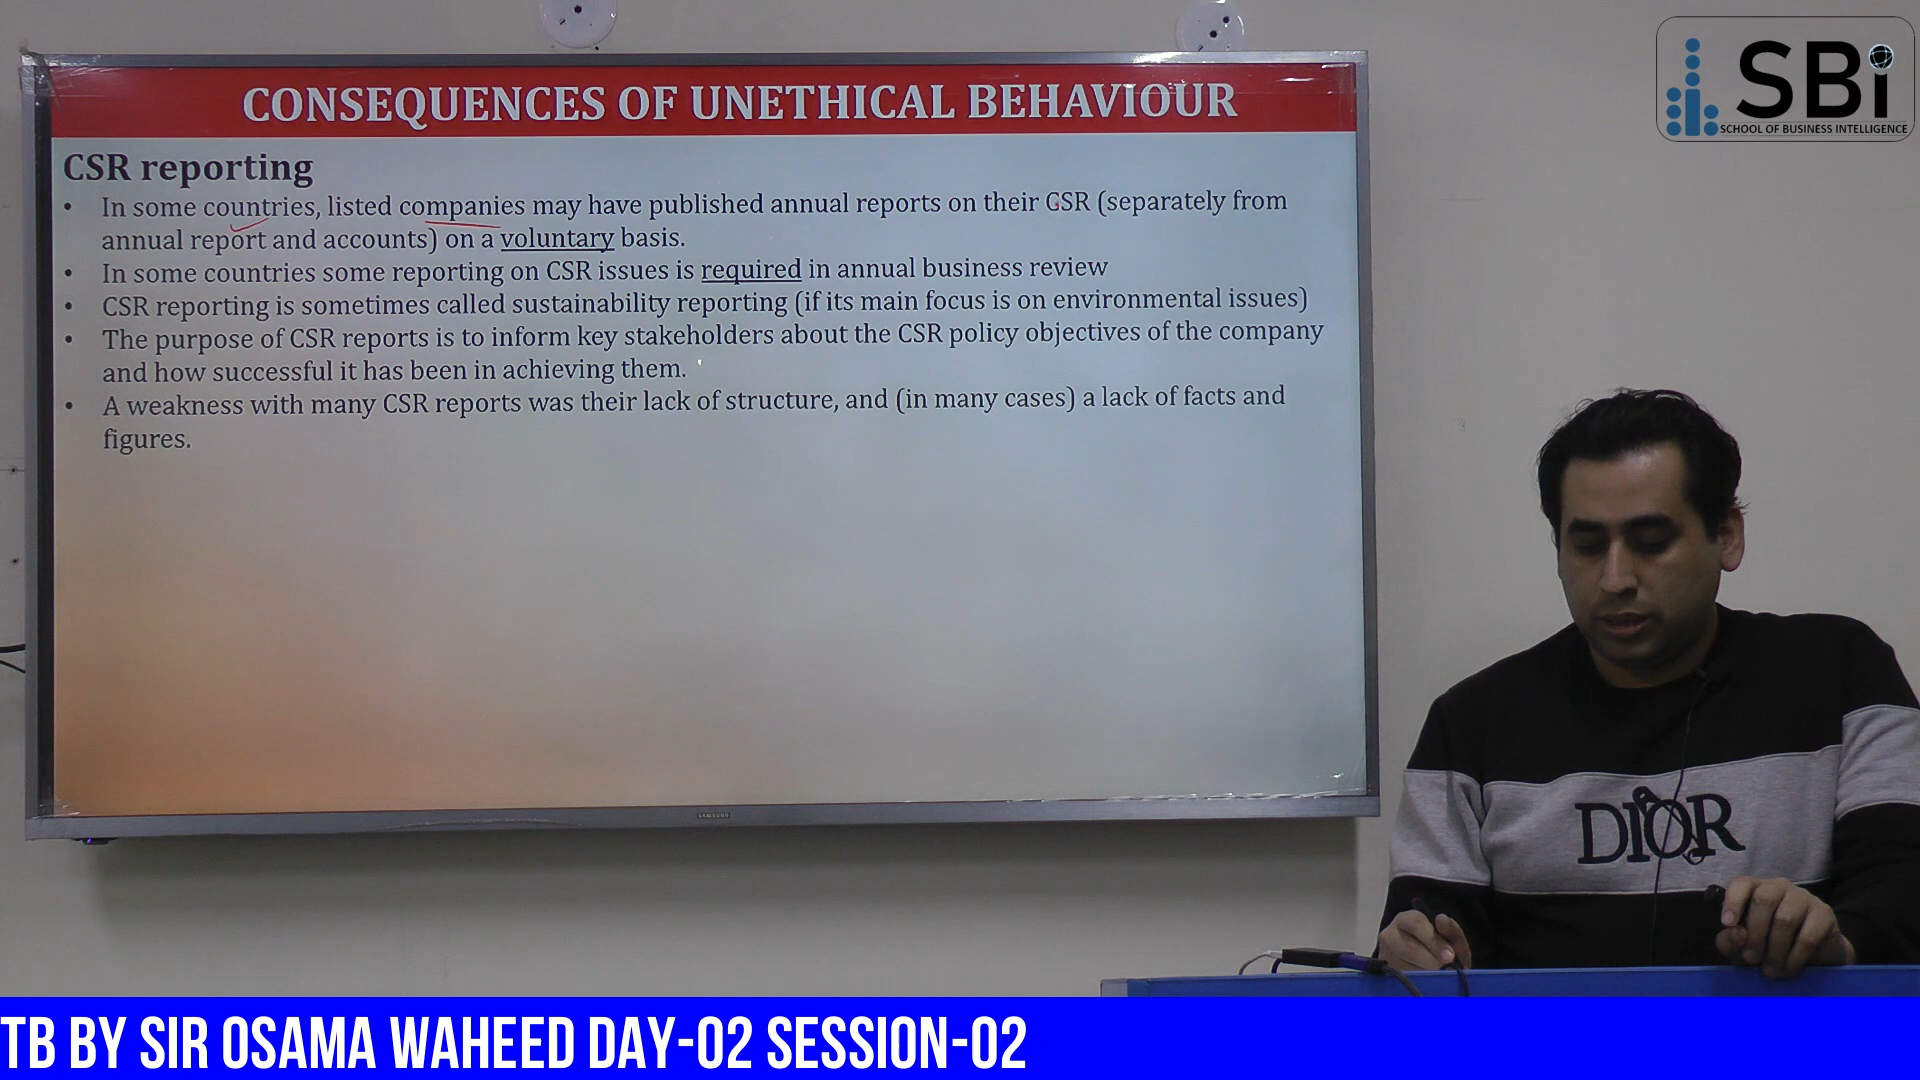 SBi
SCHOOL OF BUSINESS INTELLIGENCE
CONSEQUENCES OF UNETHICAL BEHAVIOUR
CSR reporting
• In some countries, listed companies may have published annual reports on their CSR (separately from
annual report and accounts) on a voluntary basis.
• In some countries some reporting on CSR issues is required in annual business review
• CSR reporting is sometimes called sustainability reporting (if its main focus is on environmental issues)
• The purpose of CSR reports is to inform key stakeholders about the CSR policy objectives of the company
and how successful it has been in achieving them.
• A weakness with many CSR reports was their lack of structure, and (in many cases) a lack of facts and
figures.
SAMSUNG
DIOR
TB BY SIR OSAMA WAHEED DAY-02 SESSION-02